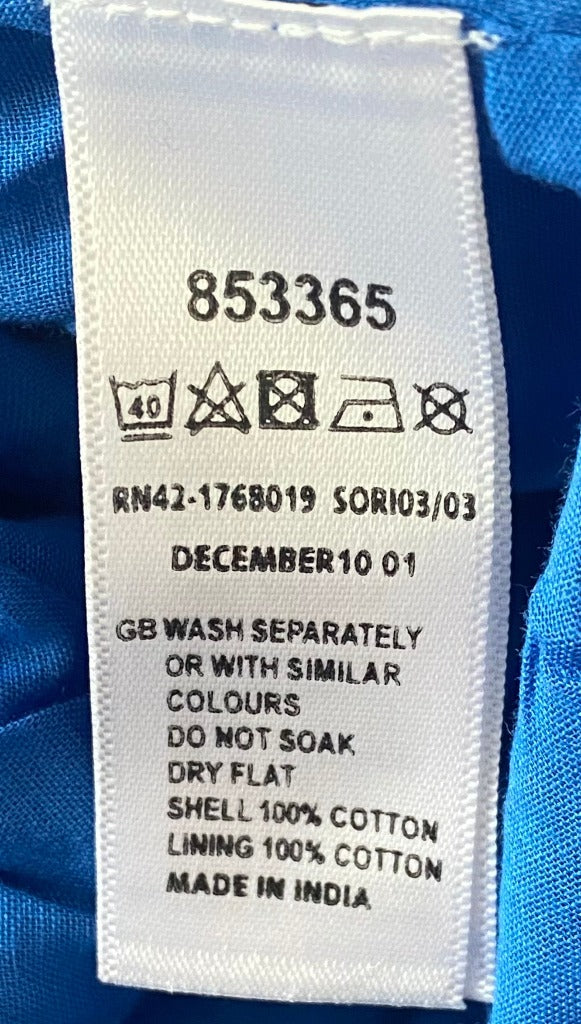 853365
40
RN42-1768019 SORI03/03
DECEMBER10 01
GB WASH SEPARATELY
OR WITH SIMILAR
COLOURS
DO NOT SOAK
DRY FLAT
SHELL 100% COTTON
LINING 100% COTTON
MADE IN INDIA